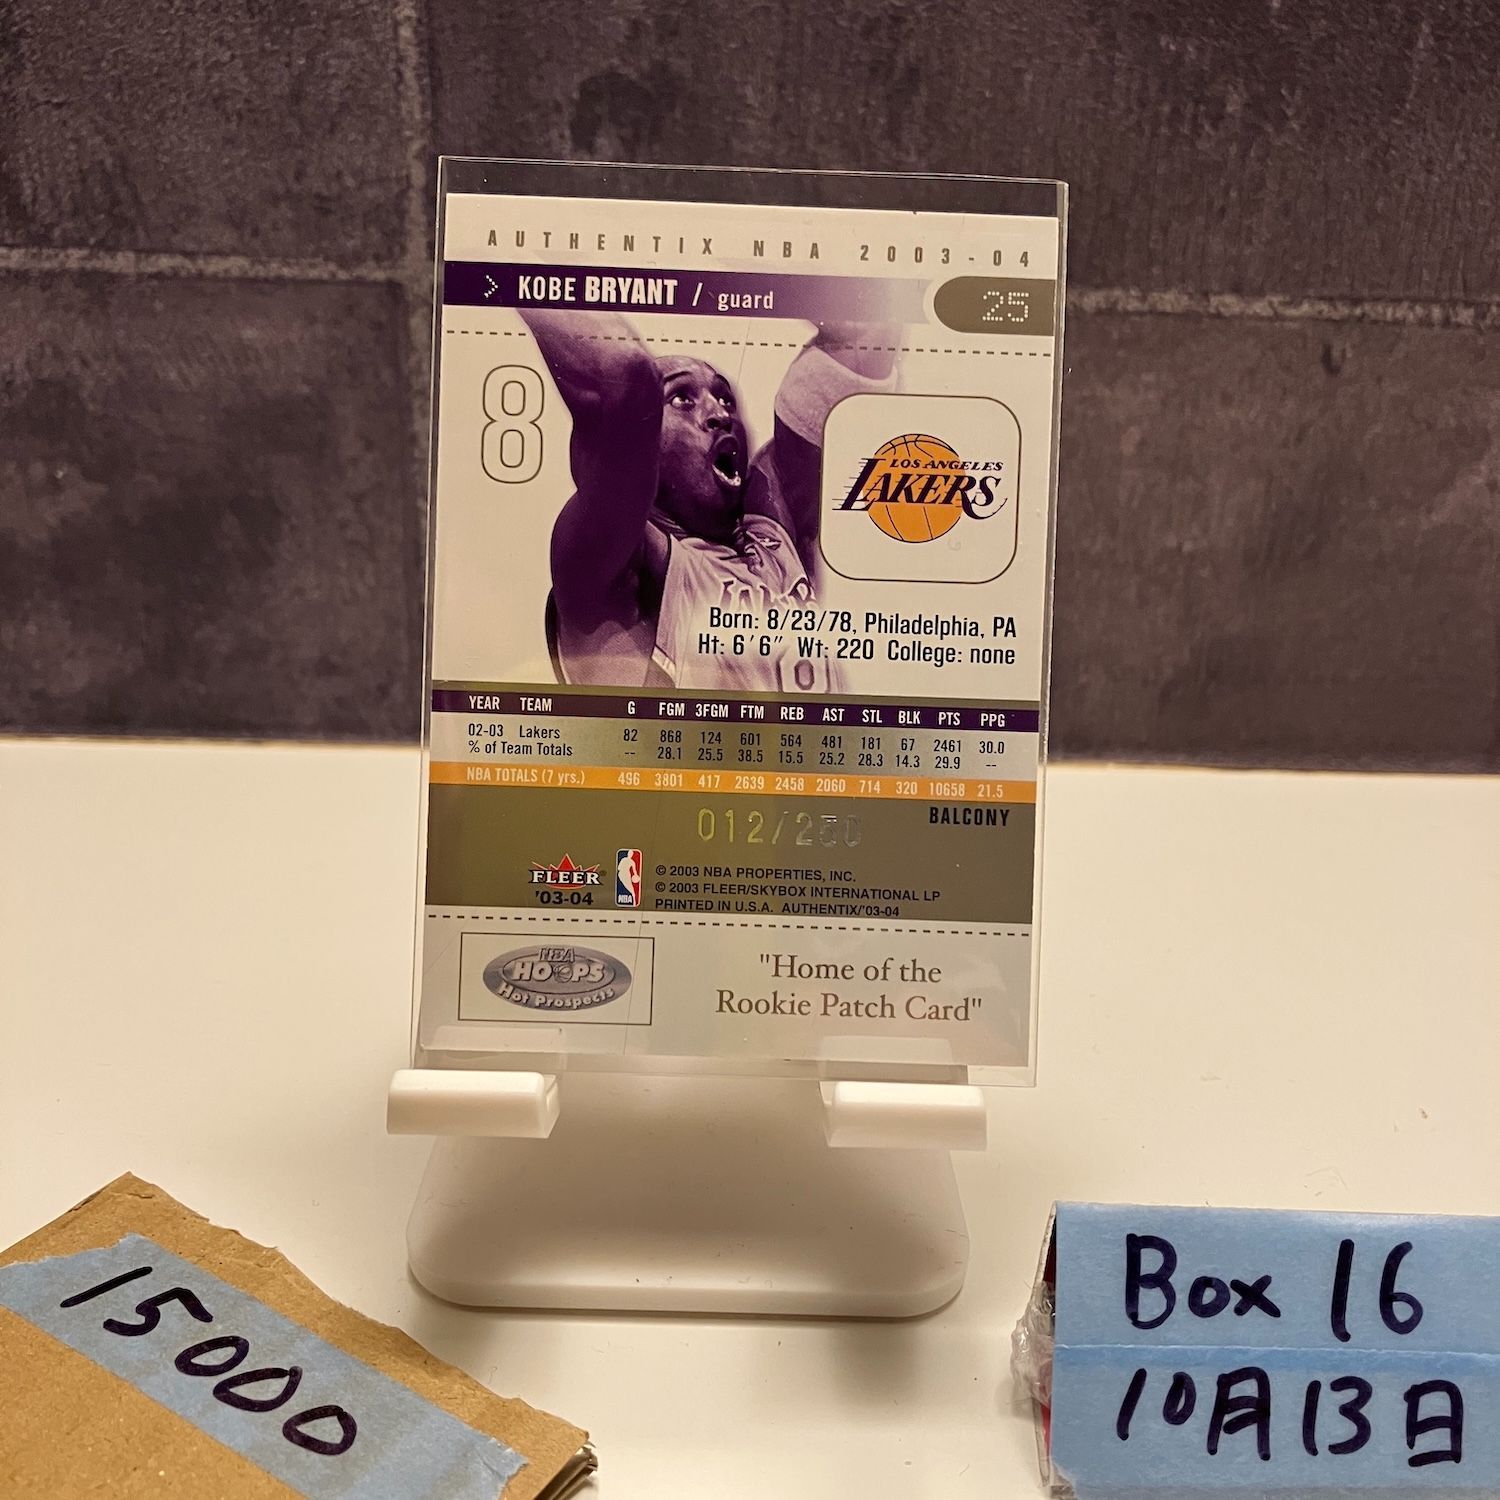 AUTHENTIX NBA 2003-04
KOBE BRYANT / guard
25
8
LOS ANGELES
LAKERS
Born: 8/23/78, Philadelphia, PA
Ht: 6'6" Wt: 220 College: none
YEAR TEAM G FGM 3FGM FTM REB AST STL BLK PTS PPG
02-03 Lakers 82 868 124 601 564 481 181 67 2461 30.0
% of Team Totals -- 28.1 25.5 38.5 15.5 25.2 28.3 14.3 29.9 --
NBA TOTALS (7 yrs.) 496 3801 417 2639 2458 2060 714 320 10658 21.5
BALCONY
012/250
FLEER
'03-04
NBA
© 2003 NBA PROPERTIES, INC.
© 2003 FLEER/SKYBOX INTERNATIONAL LP
PRINTED IN U.S.A. AUTHENTIX/'03-04
NBA
HOOPS
Hot Prospects
"Home of the
Rookie Patch Card"
15000
Box 16
10月13日